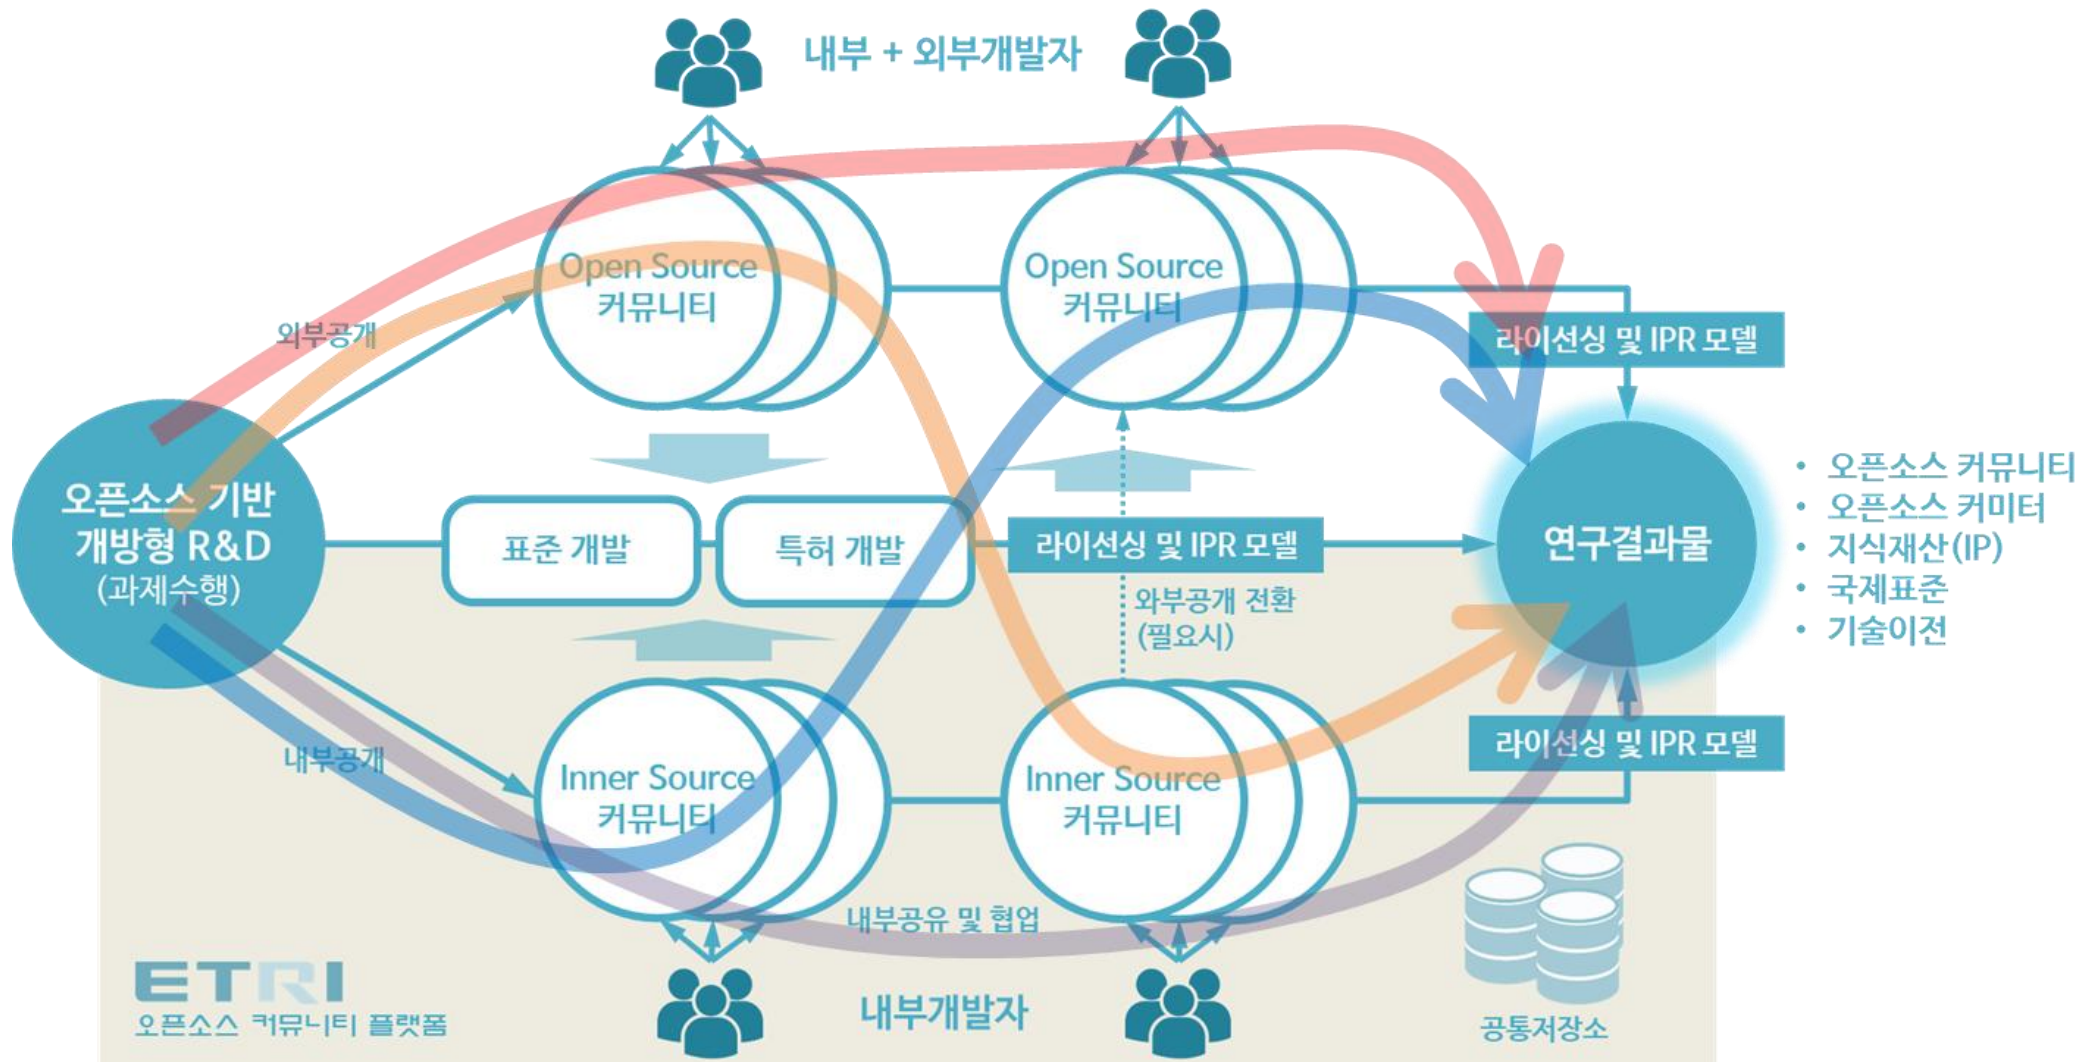 내부 + 외부개발자
Open Source
커뮤니티
Open Source
커뮤니티
외부공개
라이선싱 및 IPR 모델
오픈소스 기반
개방형 R&D
(과제수행)
표준 개발
특허 개발
라이선싱 및 IPR 모델
연구결과물
• 오픈소스 커뮤니티
• 오픈소스 커미터
• 지식재산(IP)
• 국제표준
• 기술이전
와부공개 전환
(필요시)
내부공개
Inner Source
커뮤니티
Inner Source
커뮤니티
라이선싱 및 IPR 모델
내부공유 및 협업
ETRI
오픈소스 커뮤니티 플랫폼
내부개발자
공통저장소